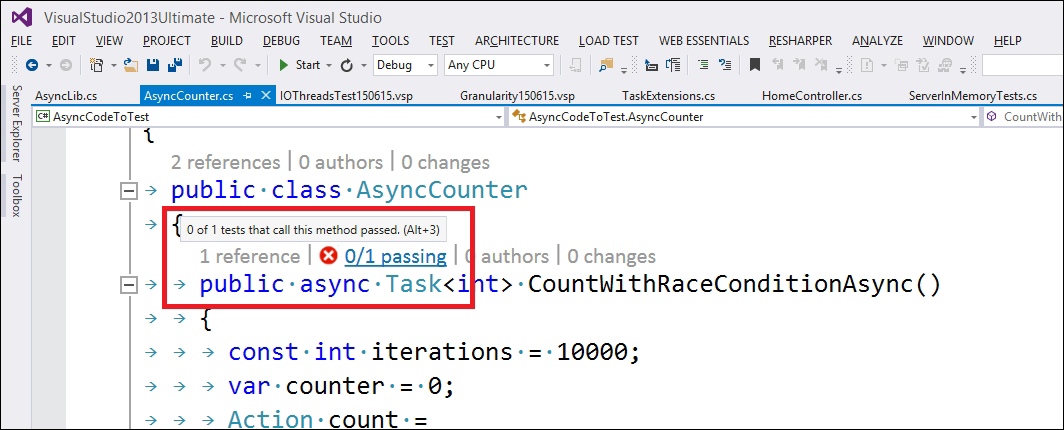 VisualStudio2013Ultimate - Microsoft Visual Studio
FILE EDIT VIEW PROJECT BUILD DEBUG TEAM TOOLS TEST ARCHITECTURE LOAD TEST WEB ESSENTIALS RESHARPER ANALYZE WINDOW HELP
Start Debug Any CPU
Server Explorer
Toolbox
AsyncLib.cs AsyncCounter.cs IOThreadsTest150615.vsp Granularity150615.vsp TaskExtensions.cs HomeController.cs ServerInMemoryTests.cs
C# AsyncCodeToTest AsyncCodeToTest.AsyncCounter CountWith
{
2 references | 0 authors | 0 changes
public class AsyncCounter
{
0 of 1 tests that call this method passed. (Alt+3)
1 reference | 0/1 passing | 0 authors | 0 changes
public async Task<int> CountWithRaceConditionAsync()
{
const int iterations = 10000;
var counter = 0;
Action count =